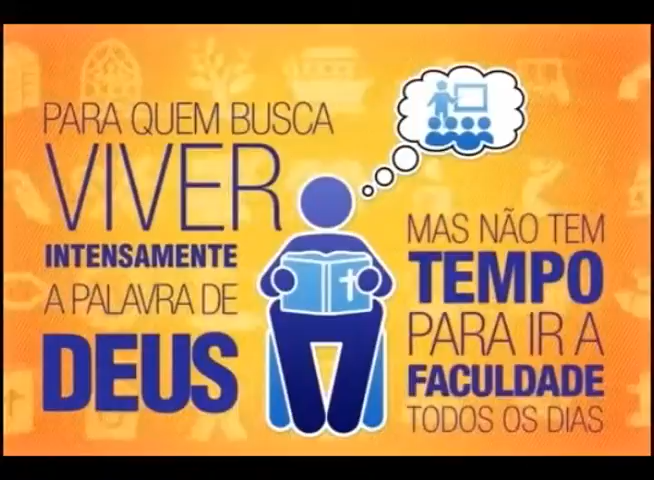 PARA QUEM BUSCA
VIVER
INTENSAMENTE
A PALAVRA DE
DEUS
MAS NÃO TEM
TEMPO
PARA IR A
FACULDADE
TODOS OS DIAS